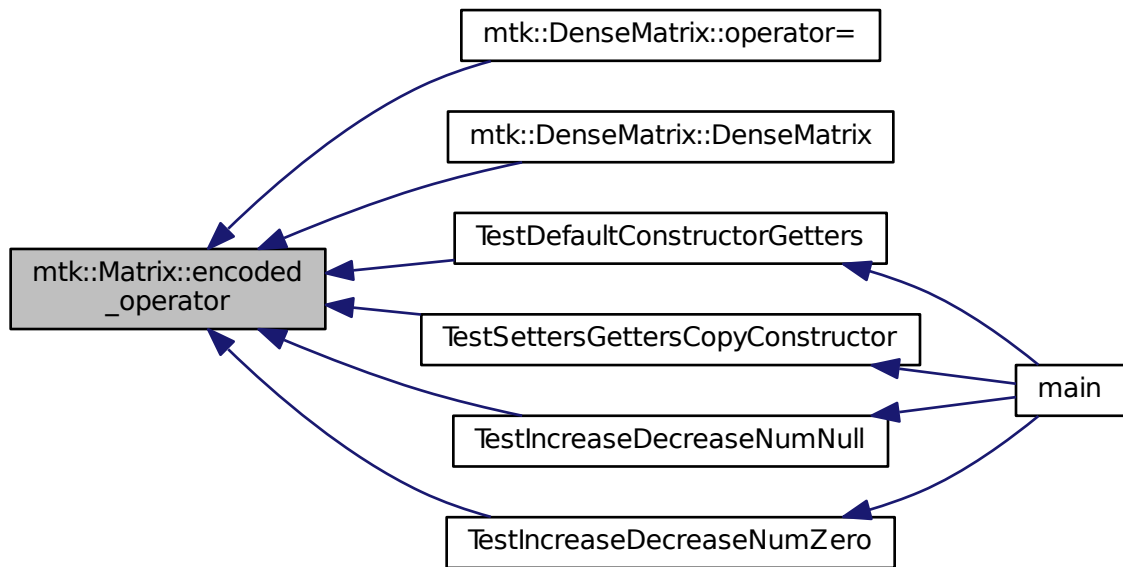 mtk::DenseMatrix::operator=
mtk::DenseMatrix::DenseMatrix
TestDefaultConstructorGetters
mtk::Matrix::encoded
_operator
TestSettersGettersCopyConstructor
main
TestIncreaseDecreaseNumNull
TestIncreaseDecreaseNumZero